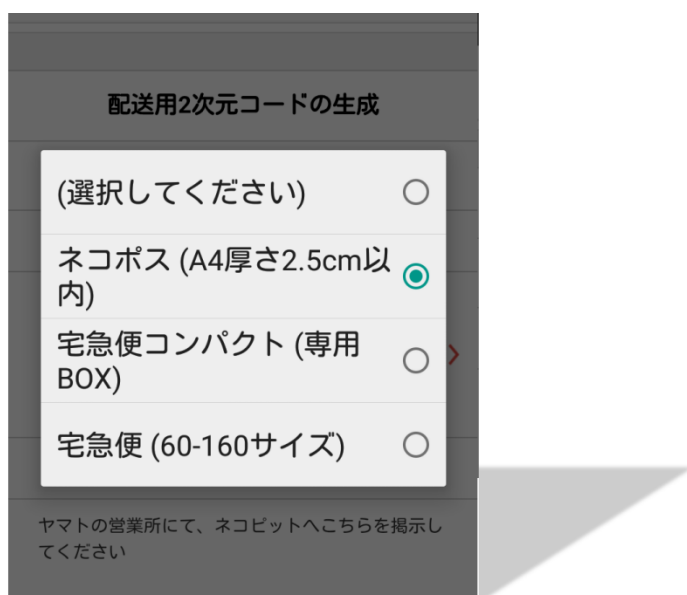 配送用2次元コードの生成
(選択してください)
ネコポス (A4厚さ2.5cm以
内)
宅急便コンパクト (専用
BOX)
宅急便 (60-160サイズ)
ヤマトの営業所にて、ネコピットへこちらを掲示し
てください